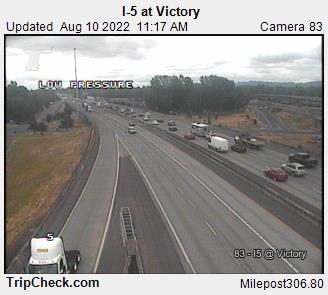 I-5 at Victory
Updated Aug 10 2022 11:17 AM Camera 83
LOW PRESSURE
5
83 - I5 @ Victory
TripCheck.com Milepost306.80